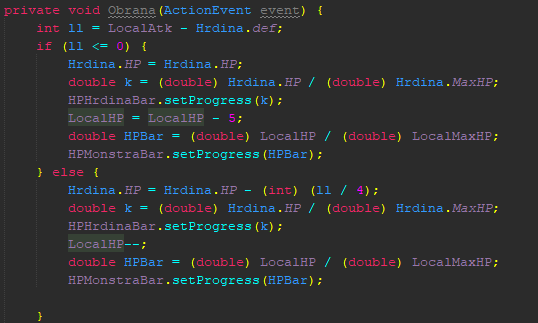 private void Obrana(ActionEvent event) {
    int ll = LocalAtk - Hrdina.def;
    if (ll <= 0) {
        Hrdina.HP = Hrdina.HP;
        double k = (double) Hrdina.HP / (double) Hrdina.MaxHP;
        HPHrdinaBar.setProgress(k);
        LocalHP = LocalHP - 5;
        double HPBar = (double) LocalHP / (double) LocalMaxHP;
        HPMonstraBar.setProgress(HPBar);
    } else {
        Hrdina.HP = Hrdina.HP - (int) (ll / 4);
        double k = (double) Hrdina.HP / (double) Hrdina.MaxHP;
        HPHrdinaBar.setProgress(k);
        LocalHP--;
        double HPBar = (double) LocalHP / (double) LocalMaxHP;
        HPMonstraBar.setProgress(HPBar);
    }